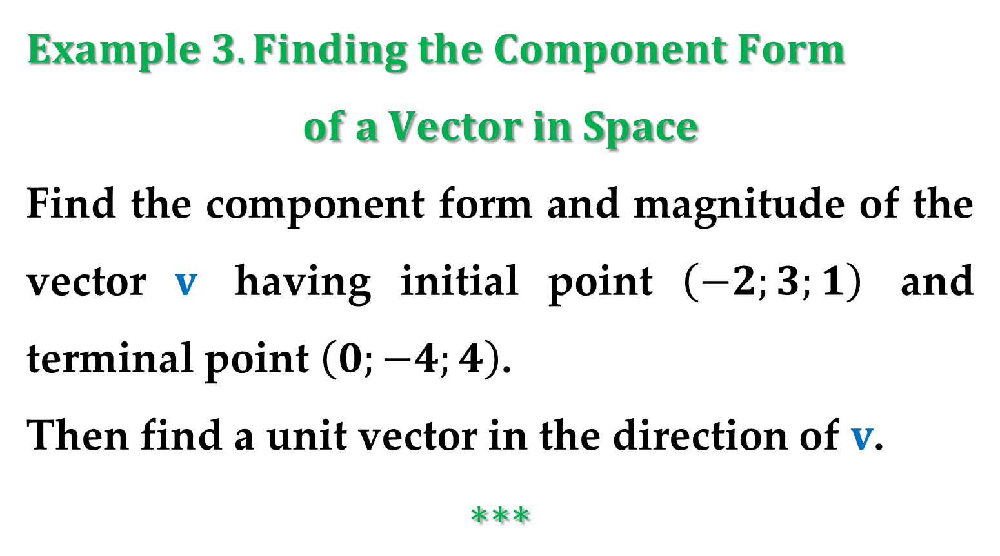 Example 3. Finding the Component Form
of a Vector in Space
Find the component form and magnitude of the
vector v having initial point (−2; 3; 1) and
terminal point (0; −4; 4).
Then find a unit vector in the direction of v.
***